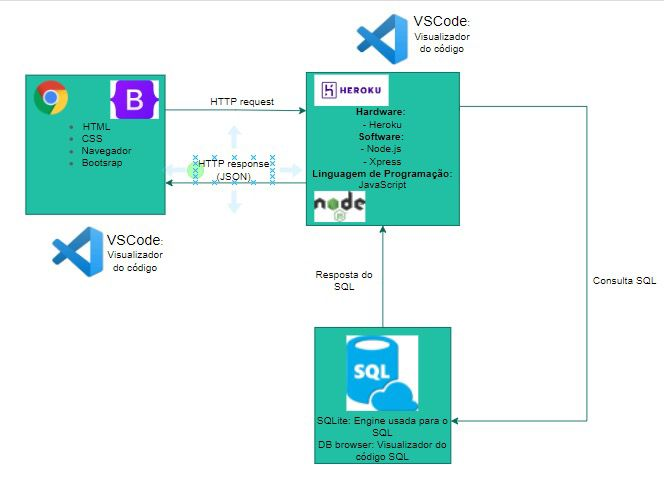 VSCode:
Visualizador
do código
HTML
CSS
Navegador
Bootsrap
HTTP request
HTTP response
(JSON)
HEROKU
Hardware:
- Heroku
Software:
- Node.js
- Xpress
Linguagem de Programação:
JavaScript
node
JS
VSCode:
Visualizador
do código
Resposta do
SQL
Consulta SQL
SQL
SQLite: Engine usada para o
SQL
DB browser: Visualizador do
código SQL
B